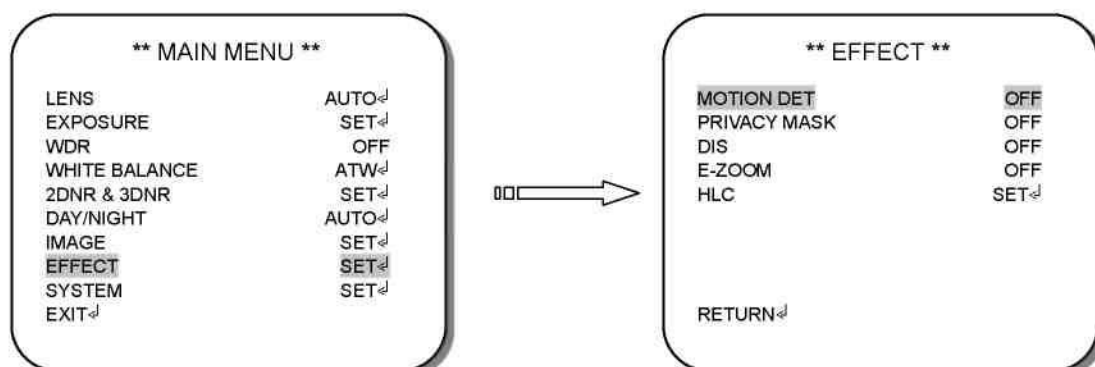 ** MAIN MENU **
LENS AUTO↲
EXPOSURE SET↲
WDR OFF
WHITE BALANCE ATW↲
2DNR & 3DNR SET↲
DAY/NIGHT AUTO↲
IMAGE SET↲
EFFECT SET↲
SYSTEM SET↲
EXIT↲
** EFFECT **
MOTION DET OFF
PRIVACY MASK OFF
DIS OFF
E-ZOOM OFF
HLC SET↲
RETURN↲